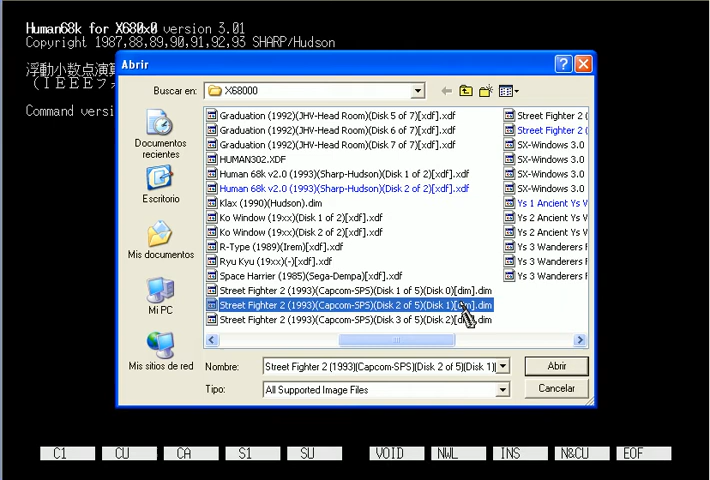 Human68k for X680x0 version 3.01
Copyright 1987,88,89,90,91,92,93 SHARP/Hudson
浮動小数点演算
(ＩＥＥＥフォ
Command versi
Abrir
Buscar en:
X68000
Documentos recientes
Escritorio
Mis documentos
Mi PC
Mis sitios de red
Graduation (1992)(JHV-Head Room)(Disk 5 of 7)[xdf].xdf
Graduation (1992)(JHV-Head Room)(Disk 6 of 7)[xdf].xdf
Graduation (1992)(JHV-Head Room)(Disk 7 of 7)[xdf].xdf
HUMAN302.XDF
Human 68k v2.0 (1993)(Sharp-Hudson)(Disk 1 of 2)[xdf].xdf
Human 68k v2.0 (1993)(Sharp-Hudson)(Disk 2 of 2)[xdf].xdf
Klax (1990)(Hudson).dim
Ko Window (19xx)(Disk 1 of 2)[xdf].xdf
Ko Window (19xx)(Disk 2 of 2)[xdf].xdf
R-Type (1989)(Irem)[xdf].xdf
Ryu Kyu (19xx)(-)[xdf].xdf
Space Harrier (1985)(Sega-Dempa)[xdf].xdf
Street Fighter 2 (1993)(Capcom-SPS)(Disk 1 of 5)(Disk 0)[dim].dim
Street Fighter 2 (1993)(Capcom-SPS)(Disk 2 of 5)(Disk 1)[dim].dim
Street Fighter 2 (1993)(Capcom-SPS)(Disk 3 of 5)(Disk 2)[dim].dim
Street Fighter 2 (
Street Fighter 2 (
SX-Windows 3.0
SX-Windows 3.0
SX-Windows 3.0
SX-Windows 3.0
Ys 1 Ancient Ys V
Ys 2 Ancient Ys V
Ys 2 Ancient Ys V
Ys 3 Wanderers F
Ys 3 Wanderers F
Ys 3 Wanderers F
Nombre:
Street Fighter 2 (1993)(Capcom-SPS)(Disk 2 of 5)(Disk 1)[
Abrir
Tipo:
All Supported Image Files
Cancelar
C1 CU CA S1 SU VOID NWL INS N&CU EOF